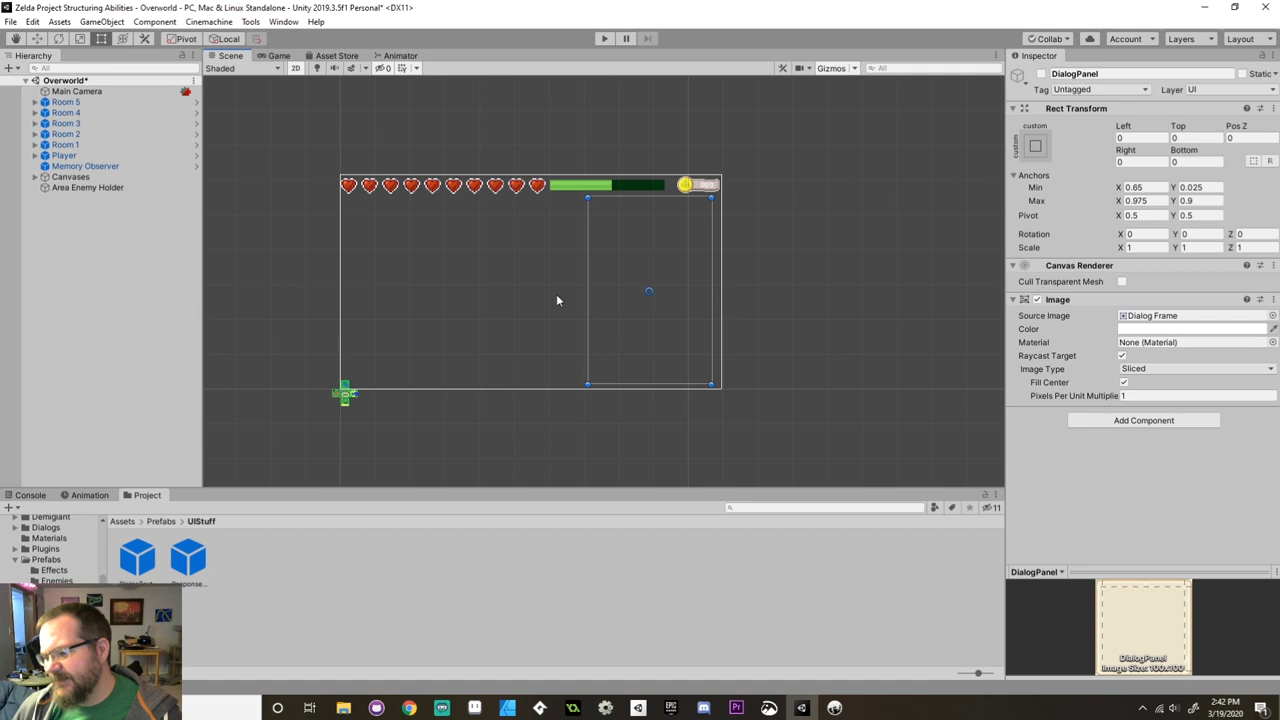 Zelda Project Structuring Abilities - Overworld - PC, Mac & Linux Standalone - Unity 2019.3.5f1 Personal* <DX11>
File Edit Assets GameObject Component Cinemachine Tools Window Help
Pivot Local Collab Account Layers Layout
Hierarchy Scene Game Asset Store Animator Inspector
All Shaded 2D 0 Gizmos All
DialogPanel Static
Tag Untagged Layer UI
Overworld*
Main Camera
Room 5
Room 4
Room 3
Room 2
Room 1
Player
Memory Observer
Canvases
Area Enemy Holder
Rect Transform
custom Left Top Pos Z
custom 0 0 0
Right Bottom
0 0 R
Anchors
Min X 0.65 Y 0.025
Max X 0.975 Y 0.9
Pivot X 0.5 Y 0.5
Rotation X 0 Y 0 Z 0
Scale X 1 Y 1 Z 1
Canvas Renderer
Cull Transparent Mesh
Image
Source Image Dialog Frame
Color
Material None (Material)
Raycast Target
Image Type Sliced
Fill Center
Pixels Per Unit Multiplie 1
Add Component
Console Animation Project
11
Assets Prefabs UIStuff
Demigiant
Dialogs
Materials
Plugins
Prefabs
Effects
Enemies
Response...
DialogPanel
DialogPanel
Image Size: 100x100
2:42 PM
3/19/2020